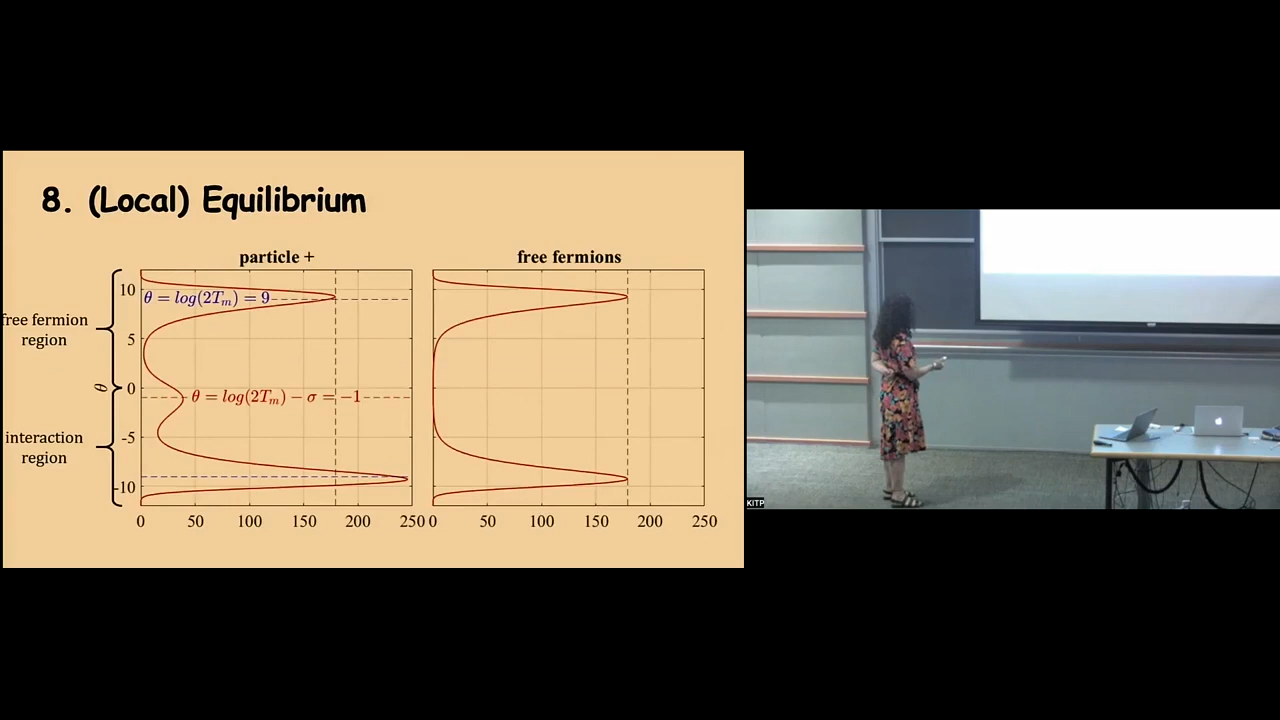 8. (Local) Equilibrium
particle +
free fermions
free fermion
region
interaction
region
θ
10
5
0
-5
-10
θ = log(2T_m) = 9
θ = log(2T_m) − σ = −1
0 50 100 150 200 250
0 50 100 150 200 250
KITP